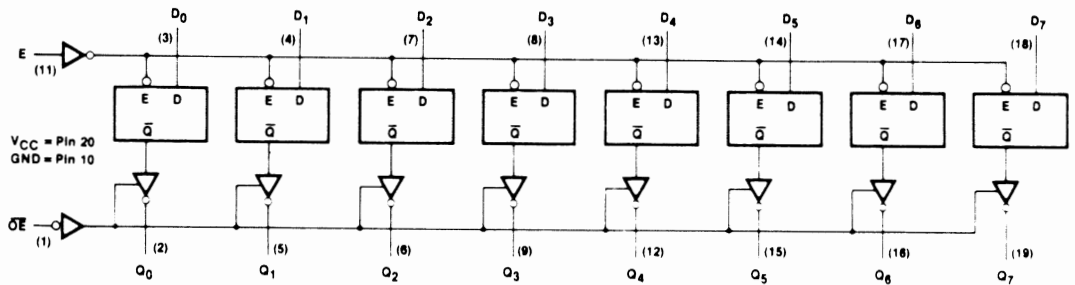 D0 D1 D2 D3 D4 D5 D6 D7
(3) (4) (7) (8) (13) (14) (17) (18)
E
(11)
E D E D E D E D E D E D E D E D
Q̅ Q̅ Q̅ Q̅ Q̅ Q̅ Q̅ Q̅
VCC = Pin 20
GND = Pin 10
O̅E̅
(1)
(2) (5) (6) (9) (12) (15) (16) (19)
Q0 Q1 Q2 Q3 Q4 Q5 Q6 Q7